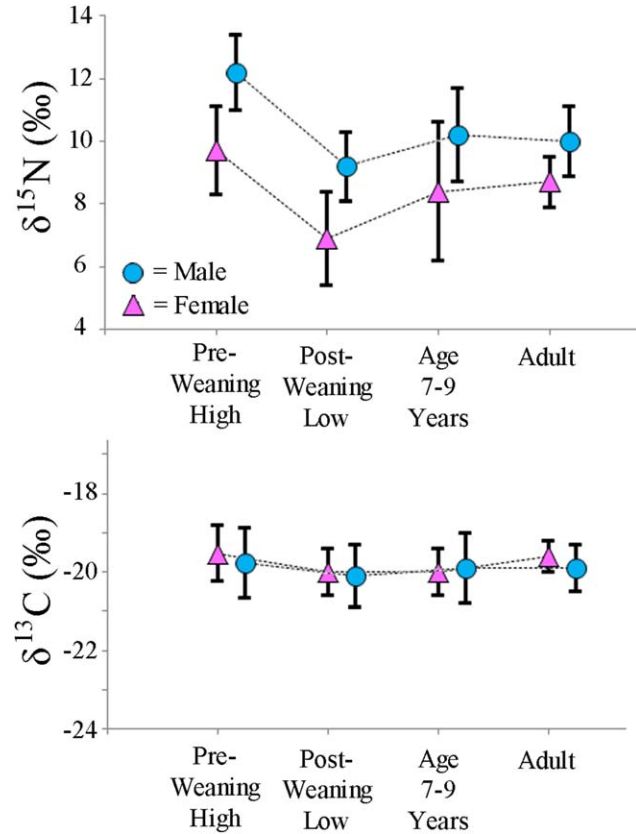 14
12
10
8
6
4
δ15N (‰)
= Male
= Female
Pre-
Weaning
High
Post-
Weaning
Low
Age
7-9
Years
Adult
-18
-20
-22
-24
δ13C (‰)
Pre-
Weaning
High
Post-
Weaning
Low
Age
7-9
Years
Adult